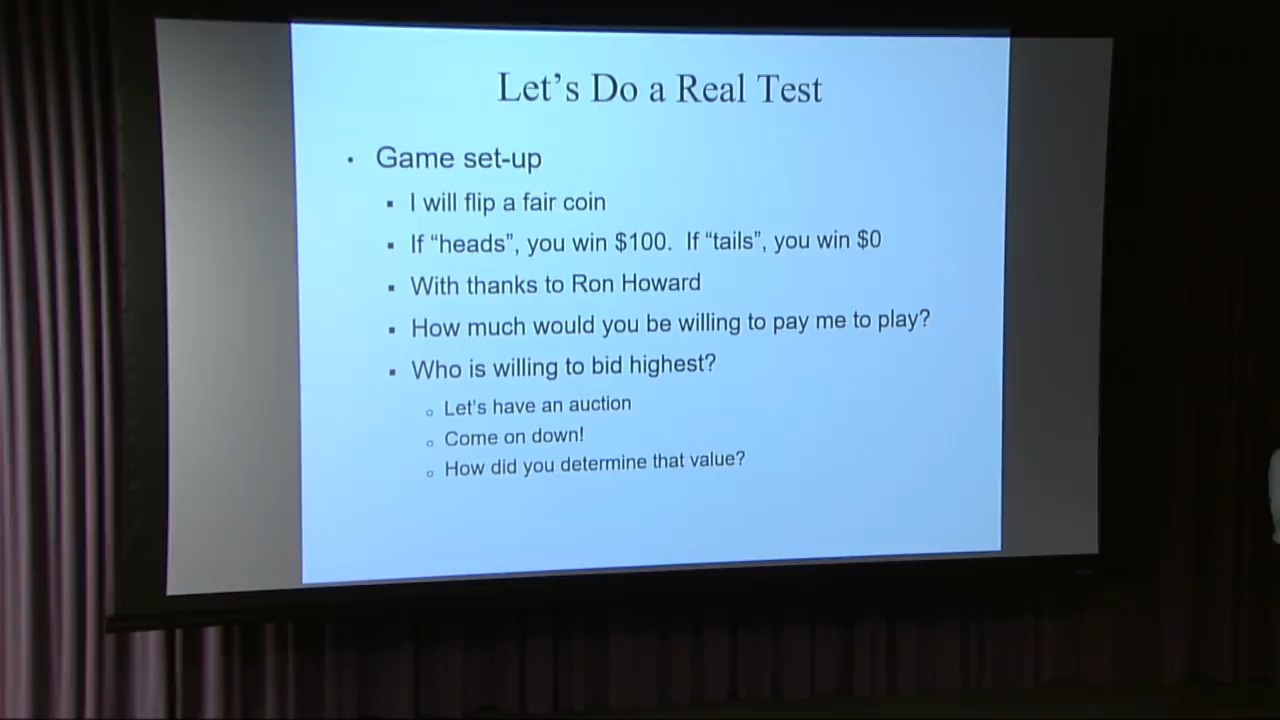 Let's Do a Real Test
• Game set-up
▪ I will flip a fair coin
▪ If “heads”, you win $100. If “tails”, you win $0
▪ With thanks to Ron Howard
▪ How much would you be willing to pay me to play?
▪ Who is willing to bid highest?
o Let's have an auction
o Come on down!
o How did you determine that value?